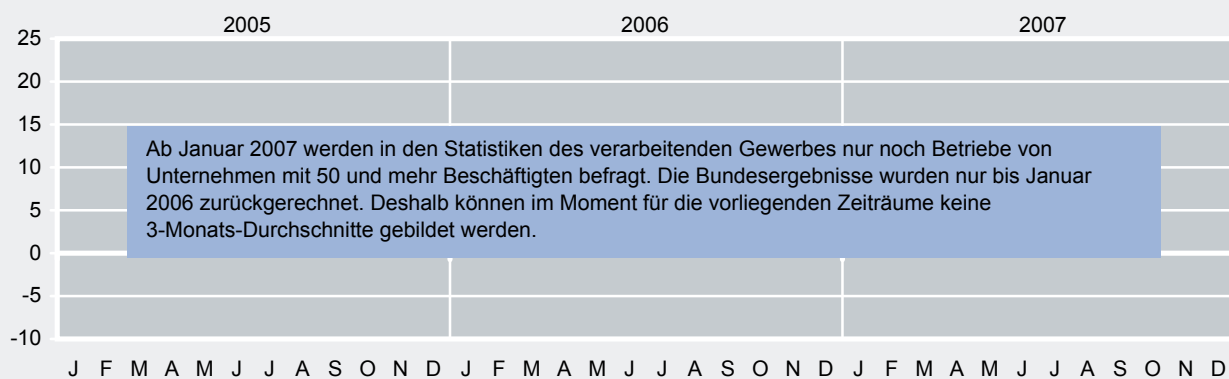 2005 2006 2007
25
20
15
10
5
0
-5
-10
Ab Januar 2007 werden in den Statistiken des verarbeitenden Gewerbes nur noch Betriebe von
Unternehmen mit 50 und mehr Beschäftigten befragt. Die Bundesergebnisse wurden nur bis Januar
2006 zurückgerechnet. Deshalb können im Moment für die vorliegenden Zeiträume keine
3-Monats-Durchschnitte gebildet werden.
J F M A M J J A S O N D J F M A M J J A S O N D J F M A M J J A S O N D